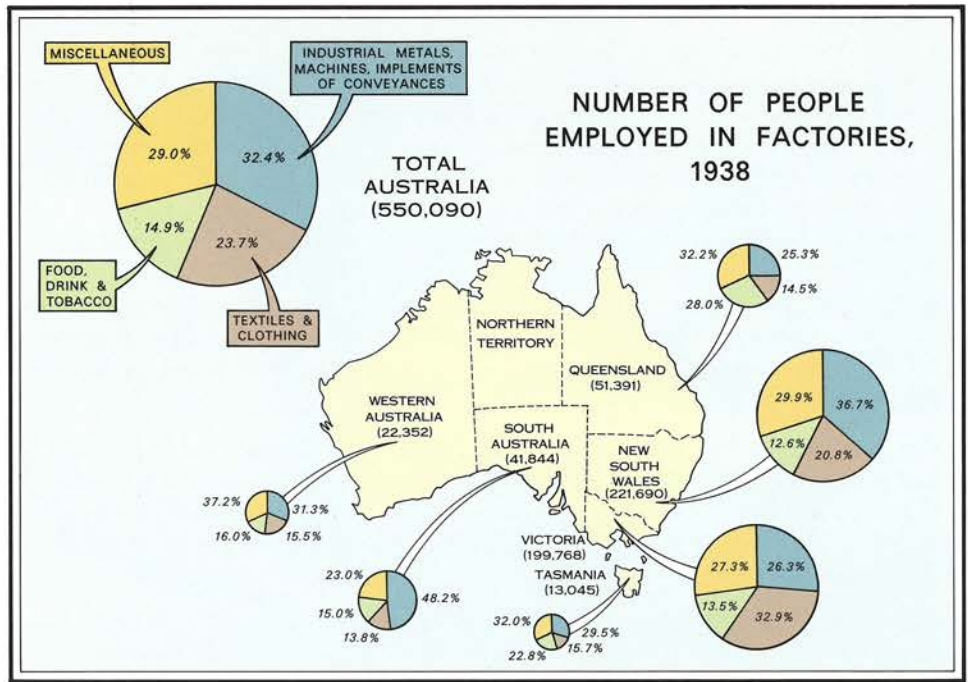 MISCELLANEOUS
INDUSTRIAL METALS,
MACHINES, IMPLEMENTS
OF CONVEYANCES
29.0%
32.4%
14.9%
23.7%
FOOD,
DRINK &
TOBACCO
TEXTILES &
CLOTHING
TOTAL
AUSTRALIA
(550,090)
NUMBER OF PEOPLE
EMPLOYED IN FACTORIES,
1938
32.2%
25.3%
28.0%
14.5%
NORTHERN
TERRITORY
QUEENSLAND
(51,391)
WESTERN
AUSTRALIA
(22,352)
SOUTH
AUSTRALIA
(41,844)
NEW
SOUTH
WALES
(221,690)
29.9%
36.7%
12.6%
20.8%
37.2%
31.3%
16.0%
15.5%
VICTORIA
(199,768)
TASMANIA
(13,045)
23.0%
48.2%
15.0%
13.8%
32.0%
29.5%
22.8%
15.7%
27.3%
26.3%
13.5%
32.9%